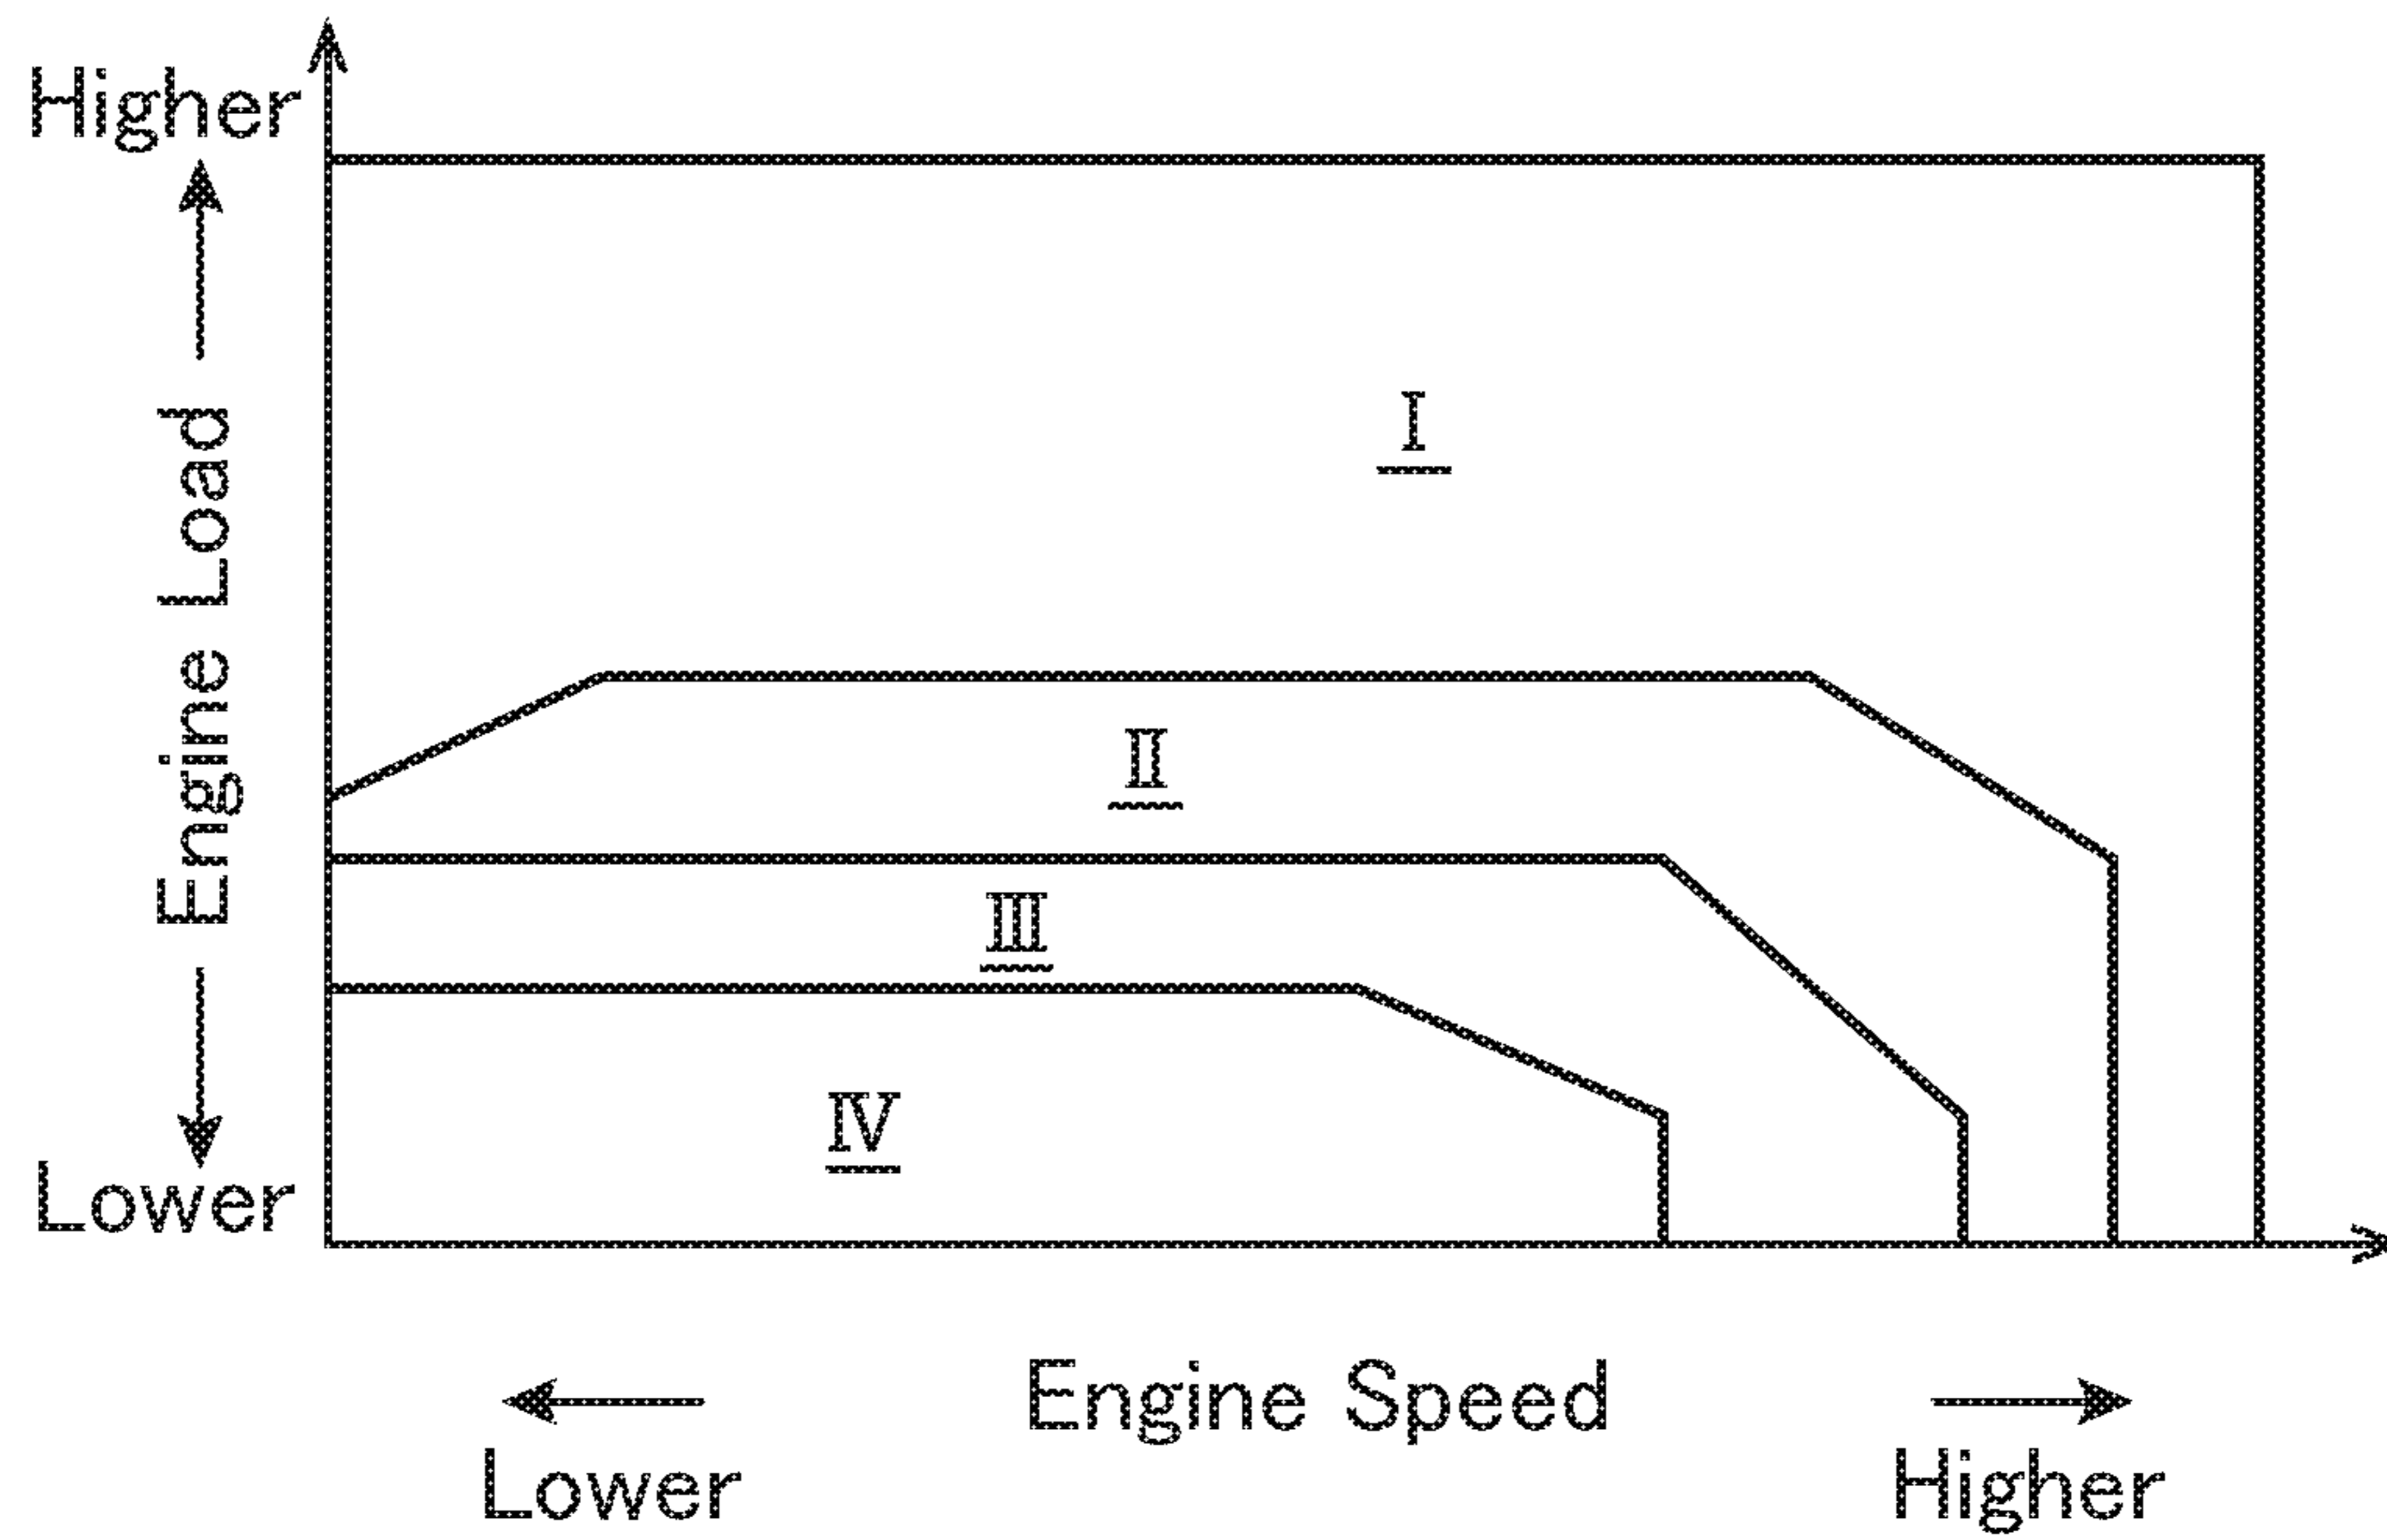 Higher
Engine Load
Lower
I
II
III
IV
Engine Speed
Lower
Higher